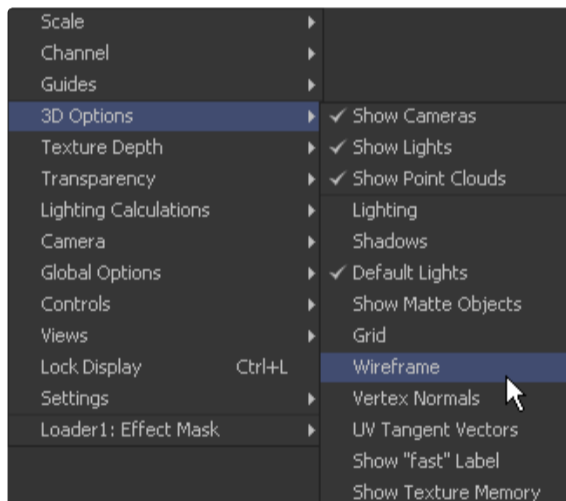 Scale
Channel
Guides
3D Options
Texture Depth
Transparency
Lighting Calculations
Camera
Global Options
Controls
Views
Lock Display Ctrl+L
Settings
Loader1: Effect Mask
Show Cameras
Show Lights
Show Point Clouds
Lighting
Shadows
Default Lights
Show Matte Objects
Grid
Wireframe
Vertex Normals
UV Tangent Vectors
Show "fast" Label
Show Texture Memory